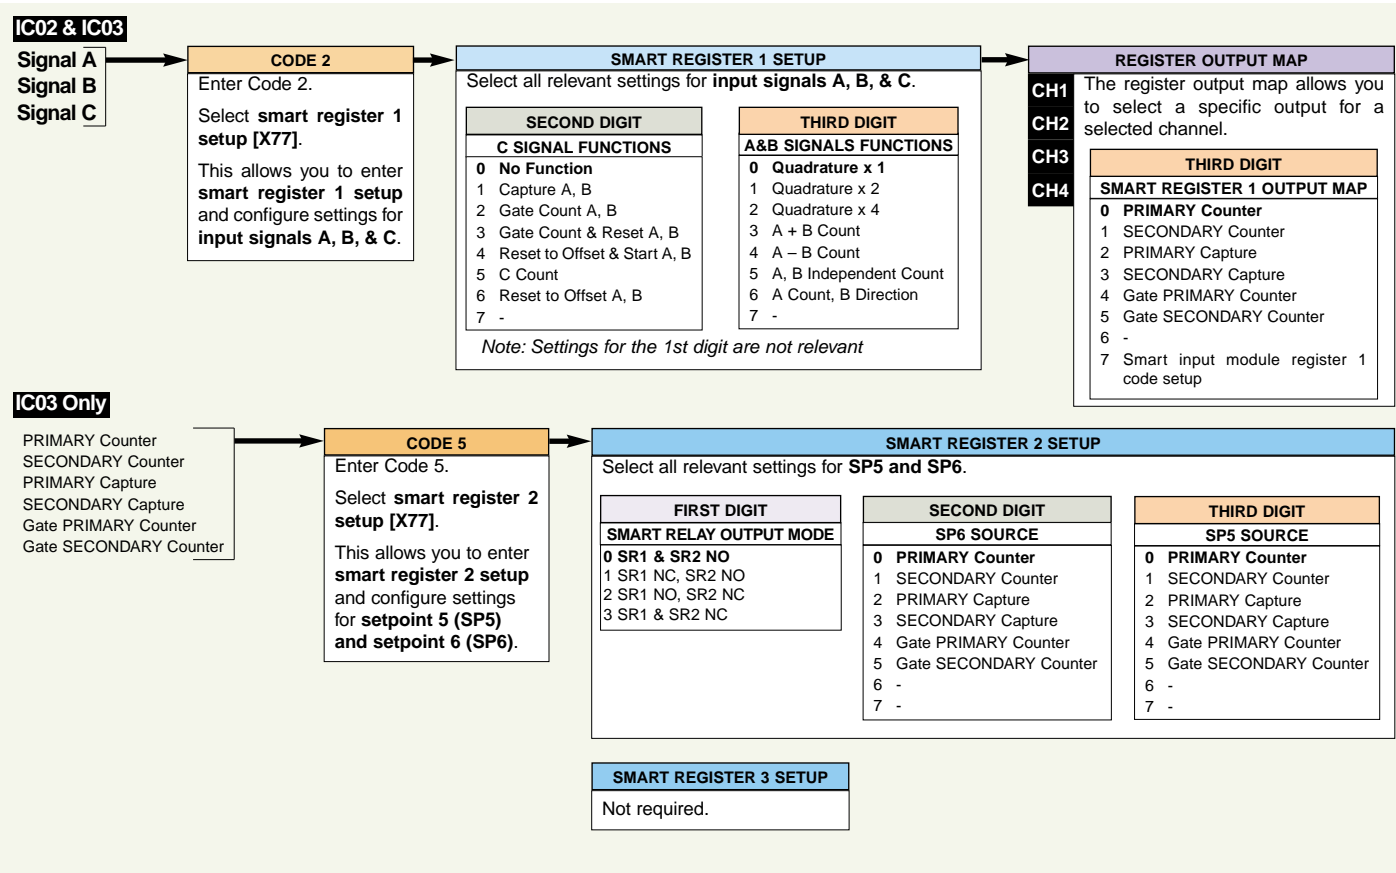 IC02 & IC03
Signal A
Signal B
Signal C
CODE 2
Enter Code 2.
Select smart register 1
setup [X77].
This allows you to enter
smart register 1 setup
and configure settings for
input signals A, B, & C.
SMART REGISTER 1 SETUP
Select all relevant settings for input signals A, B, & C.
SECOND DIGIT
C SIGNAL FUNCTIONS
0 No Function
1 Capture A, B
2 Gate Count A, B
3 Gate Count & Reset A, B
4 Reset to Offset & Start A, B
5 C Count
6 Reset to Offset A, B
7 -
THIRD DIGIT
A&B SIGNALS FUNCTIONS
0 Quadrature x 1
1 Quadrature x 2
2 Quadrature x 4
3 A + B Count
4 A – B Count
5 A, B Independent Count
6 A Count, B Direction
7 -
Note: Settings for the 1st digit are not relevant
REGISTER OUTPUT MAP
CH1
CH2
CH3
CH4
The register output map allows you
to select a specific output for a
selected channel.
THIRD DIGIT
SMART REGISTER 1 OUTPUT MAP
0 PRIMARY Counter
1 SECONDARY Counter
2 PRIMARY Capture
3 SECONDARY Capture
4 Gate PRIMARY Counter
5 Gate SECONDARY Counter
6 -
7 Smart input module register 1
code setup
IC03 Only
PRIMARY Counter
SECONDARY Counter
PRIMARY Capture
SECONDARY Capture
Gate PRIMARY Counter
Gate SECONDARY Counter
CODE 5
Enter Code 5.
Select smart register 2
setup [X77].
This allows you to enter
smart register 2 setup
and configure settings
for setpoint 5 (SP5)
and setpoint 6 (SP6).
SMART REGISTER 2 SETUP
Select all relevant settings for SP5 and SP6.
FIRST DIGIT
SMART RELAY OUTPUT MODE
0 SR1 & SR2 NO
1 SR1 NC, SR2 NO
2 SR1 NO, SR2 NC
3 SR1 & SR2 NC
SECOND DIGIT
SP6 SOURCE
0 PRIMARY Counter
1 SECONDARY Counter
2 PRIMARY Capture
3 SECONDARY Capture
4 Gate PRIMARY Counter
5 Gate SECONDARY Counter
6 -
7 -
THIRD DIGIT
SP5 SOURCE
0 PRIMARY Counter
1 SECONDARY Counter
2 PRIMARY Capture
3 SECONDARY Capture
4 Gate PRIMARY Counter
5 Gate SECONDARY Counter
6 -
7 -
SMART REGISTER 3 SETUP
Not required.